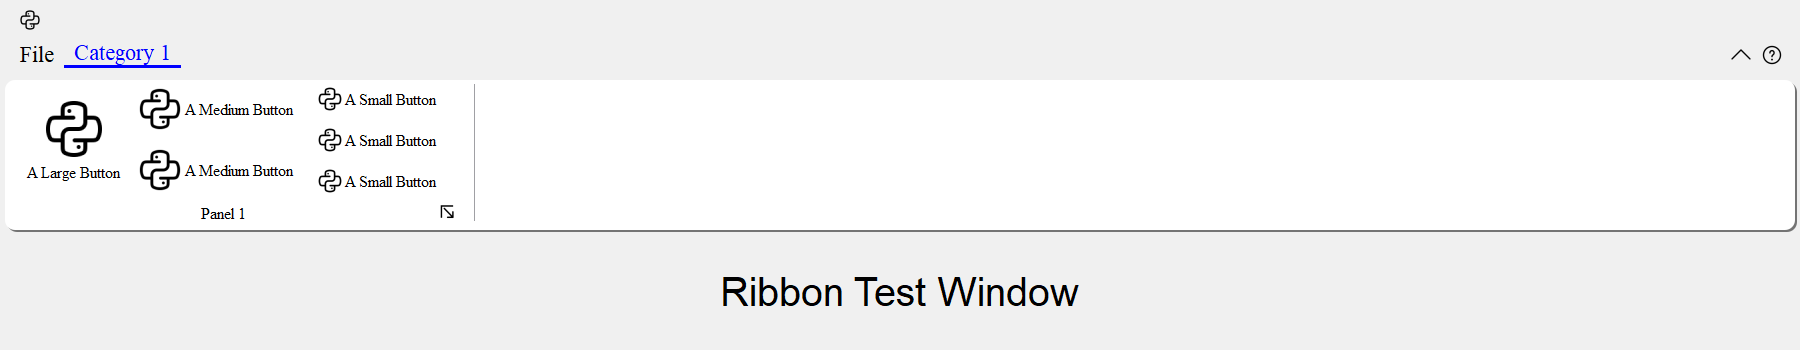 File Category 1
A Large Button
A Medium Button
A Medium Button
A Small Button
A Small Button
A Small Button
Panel 1
Ribbon Test Window